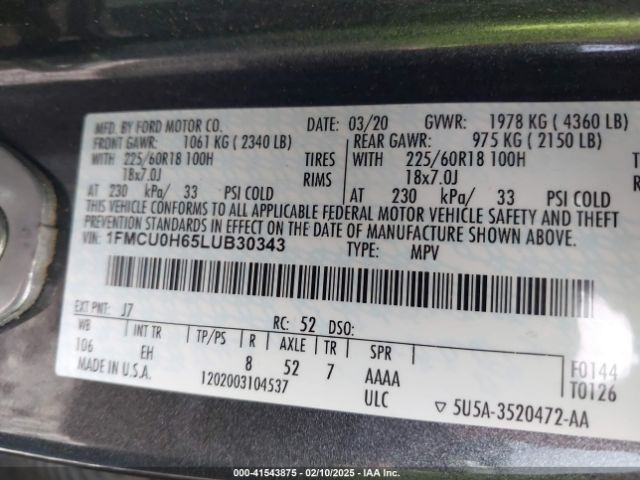 MFD. BY FORD MOTOR CO. DATE: 03/20 GVWR: 1978 KG ( 4360 LB)
FRONT GAWR: 1061 KG ( 2340 LB) REAR GAWR: 975 KG ( 2150 LB)
WITH 225/60R18 100H TIRES WITH 225/60R18 100H
18x7.0J RIMS 18x7.0J
AT 230 kPa/ 33 PSI COLD AT 230 kPa/ 33 PSI COLD
THIS VEHICLE CONFORMS TO ALL APPLICABLE FEDERAL MOTOR VEHICLE SAFETY AND THEFT
PREVENTION STANDARDS IN EFFECT ON THE DATE OF MANUFACTURE SHOWN ABOVE.
VIN: 1FMCU0H65LUB30343 TYPE: MPV
EXT PNT: J7 RC: 52 DSO:
WB INT TR TP/PS R AXLE TR SPR
106 EH 8 52 7 AAAA F0144
MADE IN U.S.A. 1202003104537 ULC T0126
▽ 5U5A-3520472-AA
000-41543875 — 02/10/2025 — IAA Inc.